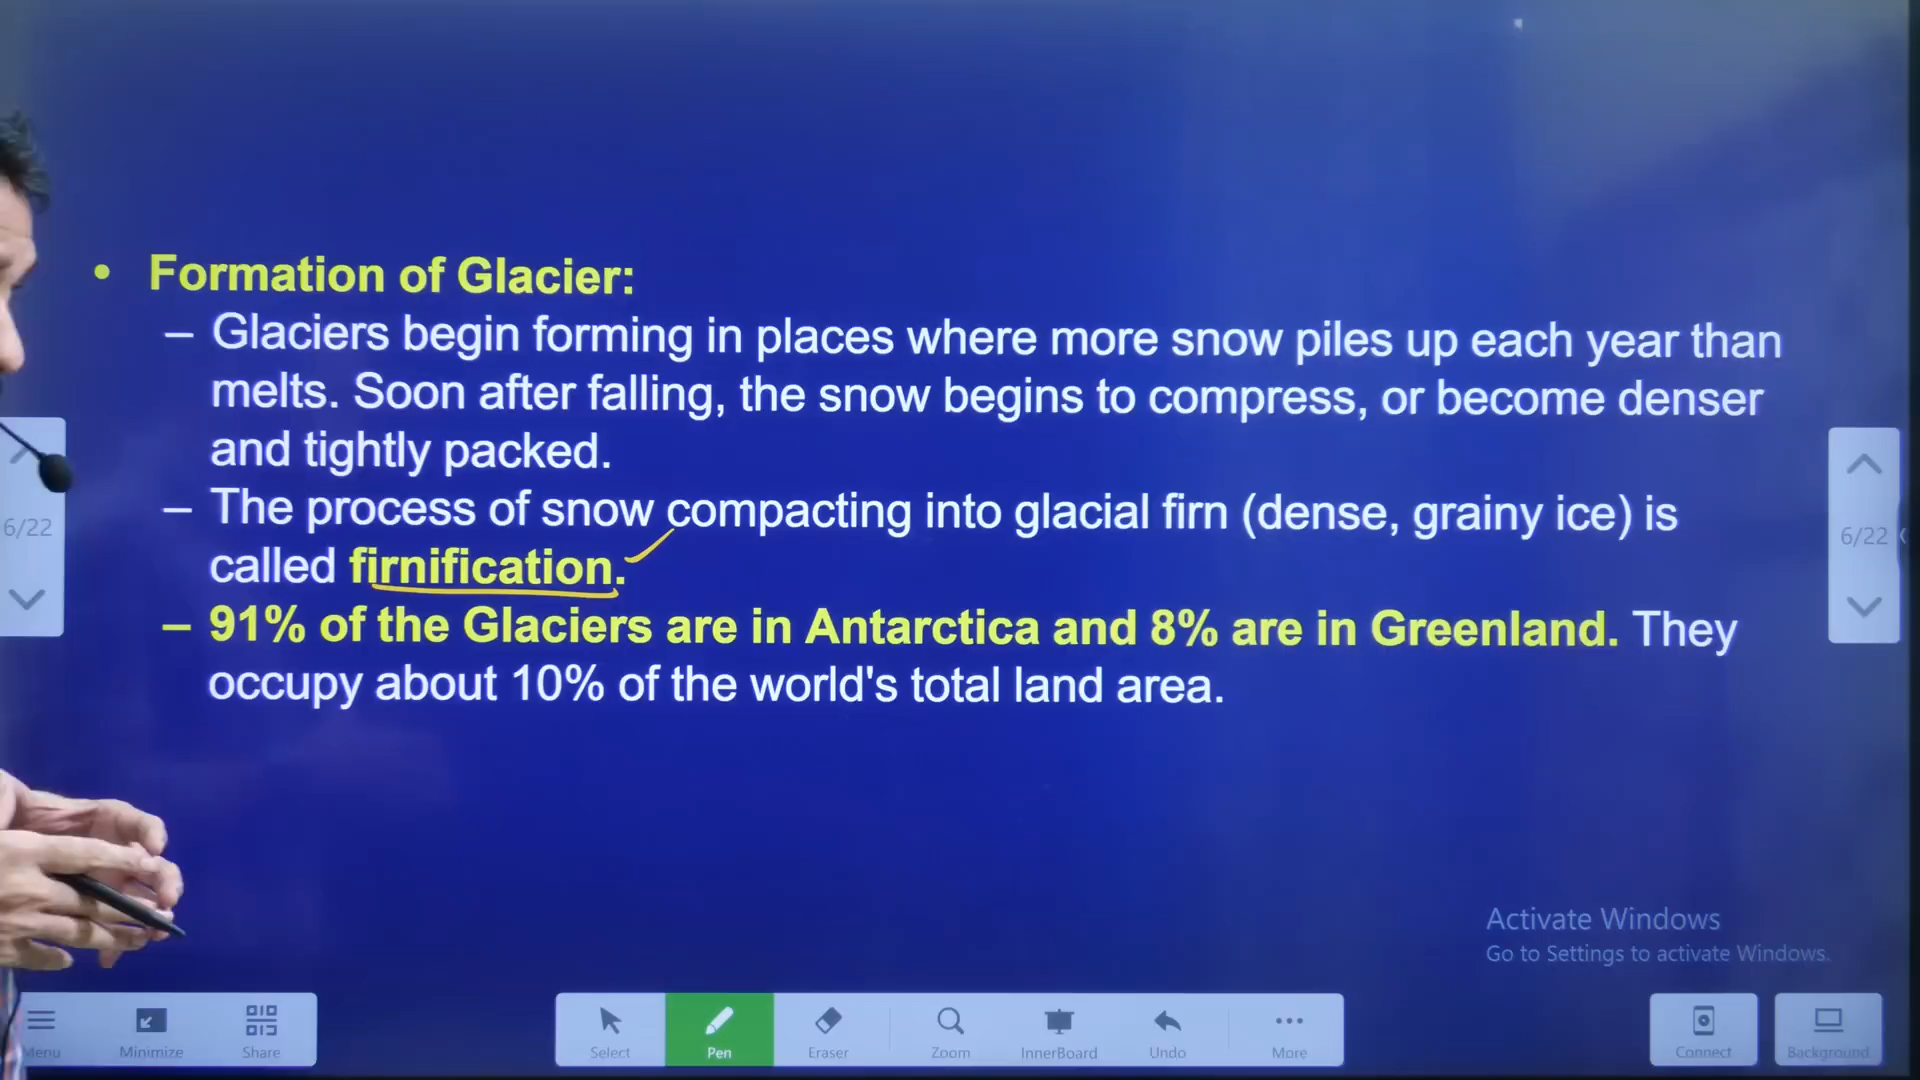 • Formation of Glacier:
– Glaciers begin forming in places where more snow piles up each year than
melts. Soon after falling, the snow begins to compress, or become denser
and tightly packed.
– The process of snow compacting into glacial firn (dense, grainy ice) is
called firnification.
– 91% of the Glaciers are in Antarctica and 8% are in Greenland. They
occupy about 10% of the world's total land area.
6/22
6/22
Activate Windows
Go to Settings to activate Windows.
Menu Minimize Share Select Pen Eraser Zoom InnerBoard Undo More Connect Background